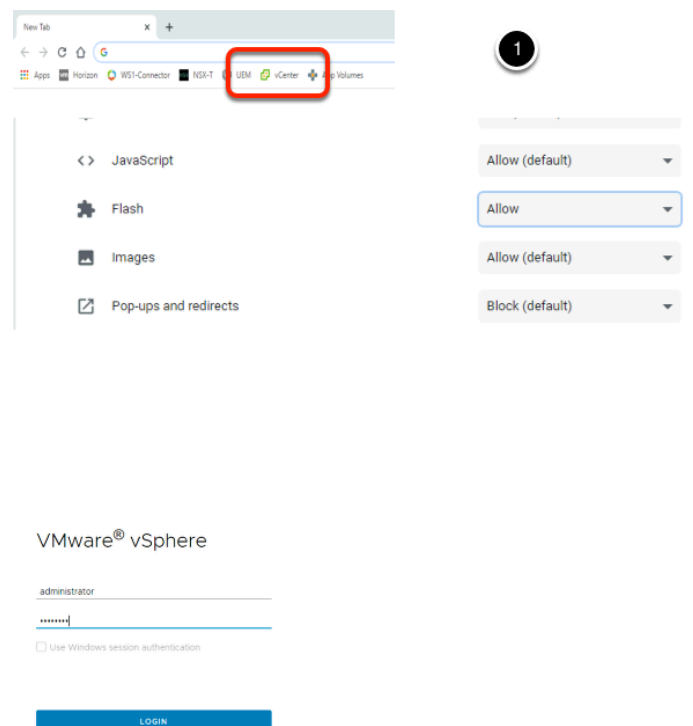 New Tab
1
Apps Horizon WS1-Connector NSX-T UEM vCenter App Volumes
JavaScript Allow (default)
Flash Allow
Images Allow (default)
Pop-ups and redirects Block (default)
VMware® vSphere
administrator
Use Windows session authentication
LOGIN